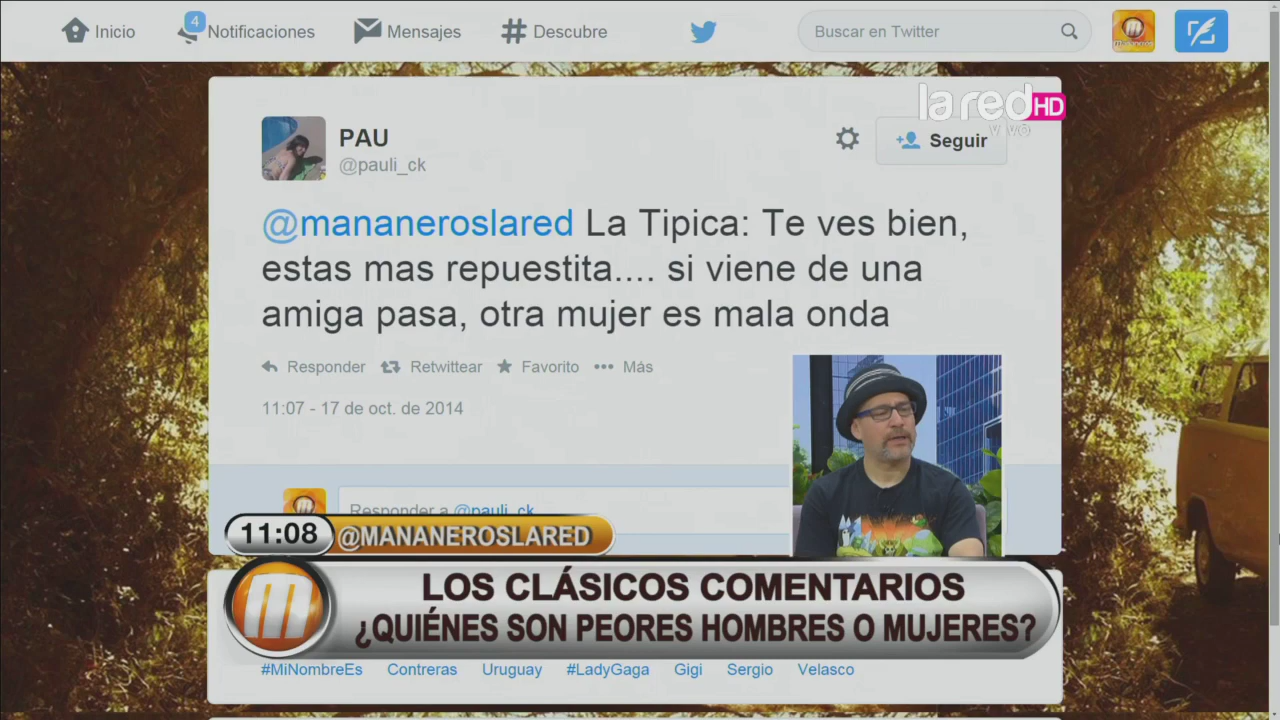 Inicio
4
Notificaciones
Mensajes
Descubre
Buscar en Twitter
la red HD
VIVO
PAU
@pauli_ck
Seguir
@mananeroslared La Tipica: Te ves bien,
estas mas repuestita.... si viene de una
amiga pasa, otra mujer es mala onda
Responder
Retwittear
Favorito
Más
11:07 - 17 de oct. de 2014
Responder a @pauli_ck
11:08
@MANANEROSLARED
m
LOS CLÁSICOS COMENTARIOS
¿QUIÉNES SON PEORES HOMBRES O MUJERES?
#MiNombreEs Contreras Uruguay #LadyGaga Gigi Sergio Velasco